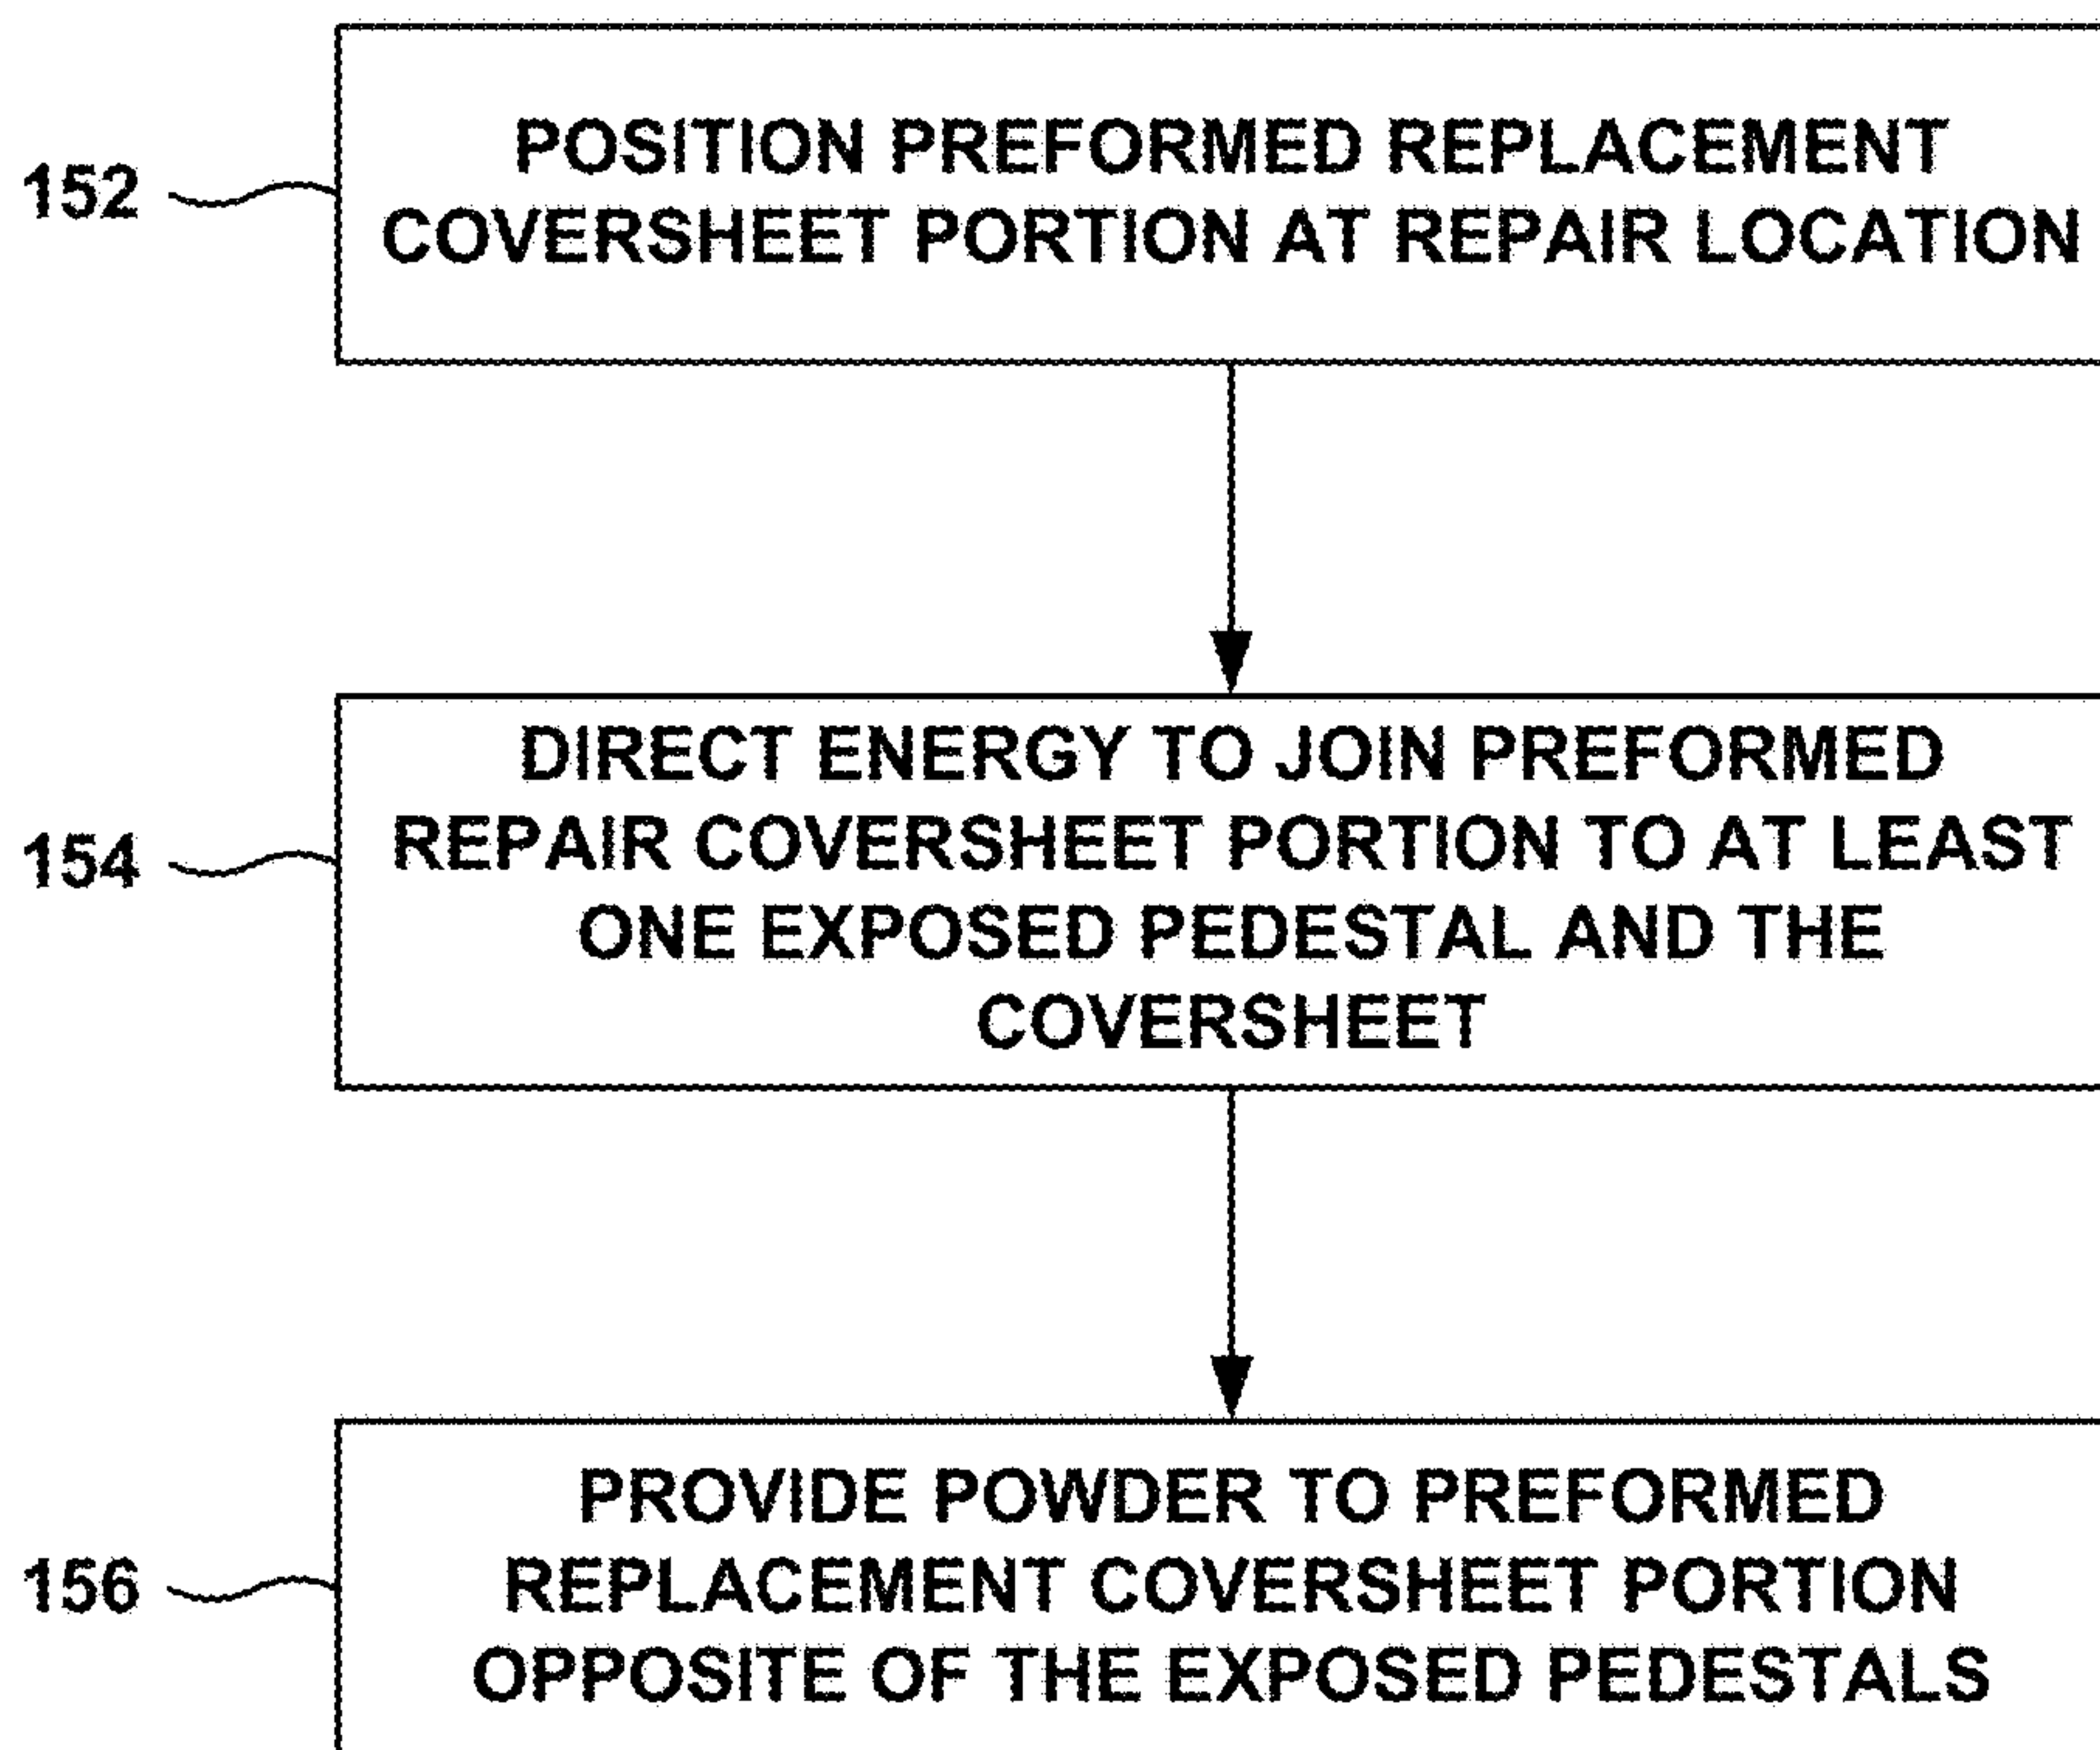 152
POSITION PREFORMED REPLACEMENT
COVERSHEET PORTION AT REPAIR LOCATION
154
DIRECT ENERGY TO JOIN PREFORMED
REPAIR COVERSHEET PORTION TO AT LEAST
ONE EXPOSED PEDESTAL AND THE
COVERSHEET
156
PROVIDE POWDER TO PREFORMED
REPLACEMENT COVERSHEET PORTION
OPPOSITE OF THE EXPOSED PEDESTALS